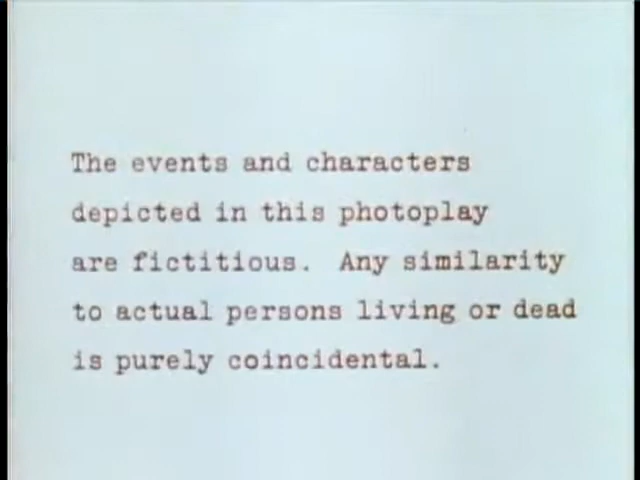 The events and characters
depicted in this photoplay
are fictitious. Any similarity
to actual persons living or dead
is purely coincidental.